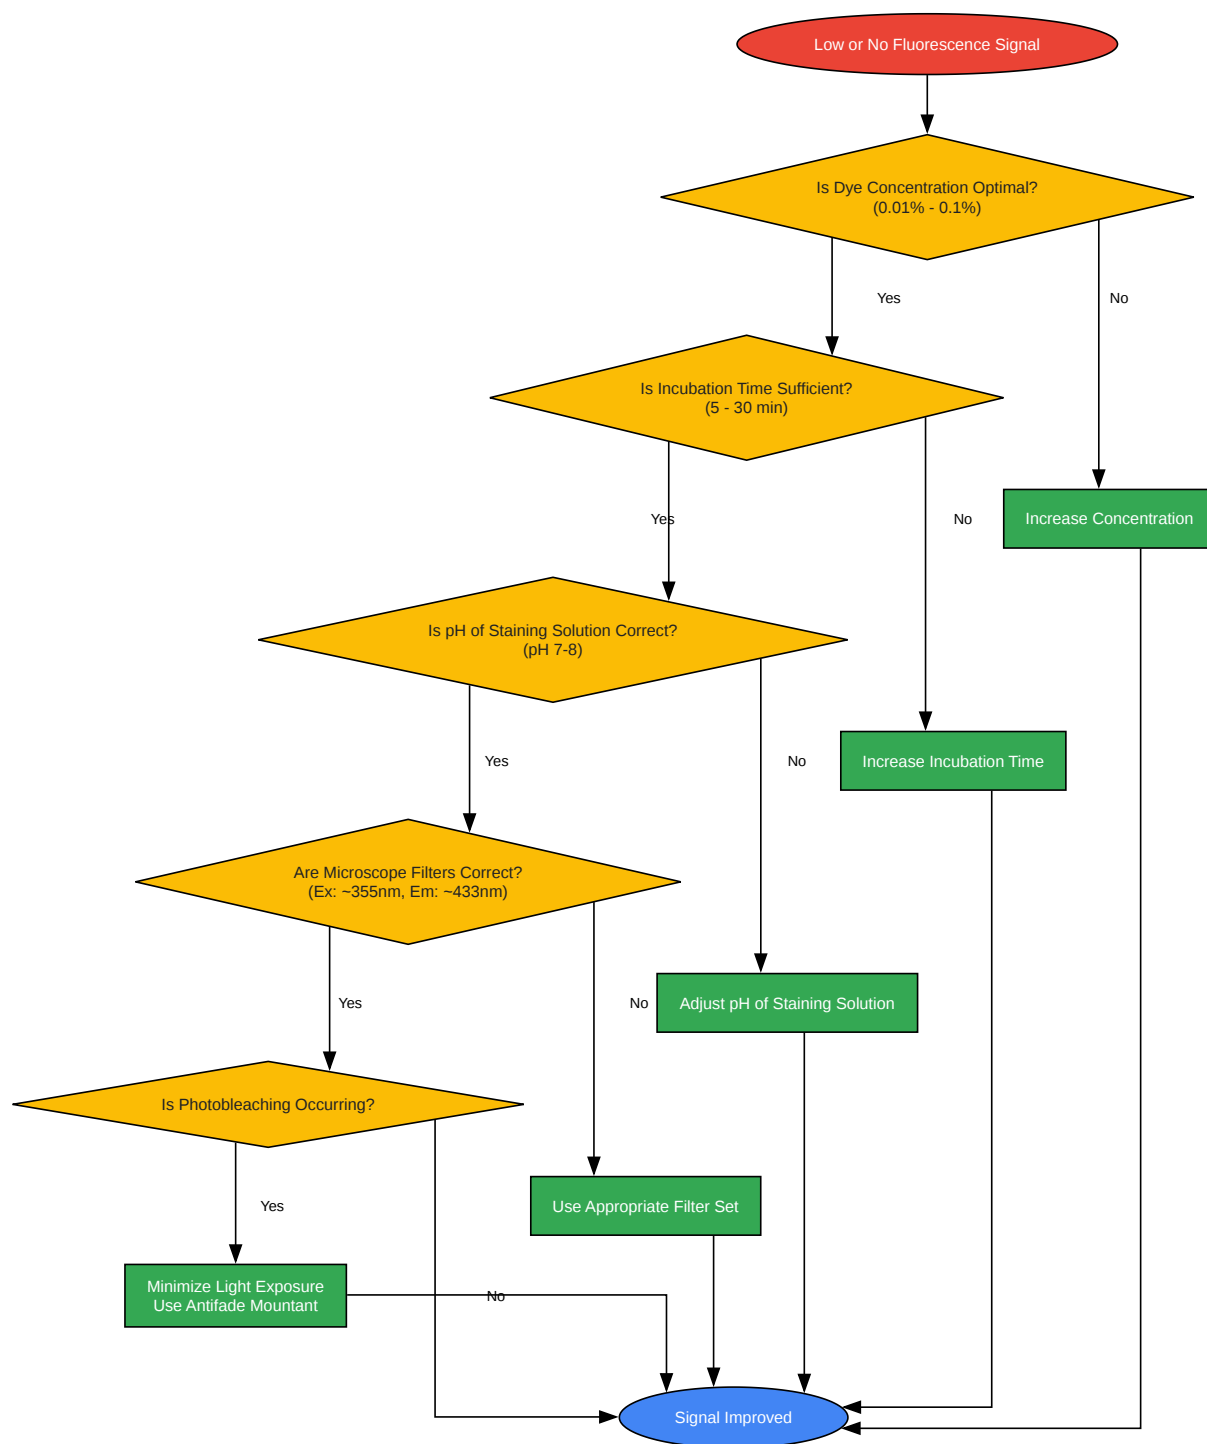 Low or No Fluorescence Signal
Is Dye Concentration Optimal?
(0.01% - 0.1%)
Yes
No
Is Incubation Time Sufficient?
(5 - 30 min)
Yes
No
Increase Concentration
Is pH of Staining Solution Correct?
(pH 7-8)
Yes
No
Increase Incubation Time
Are Microscope Filters Correct?
(Ex: ~355nm, Em: ~433nm)
Yes
No
Adjust pH of Staining Solution
Is Photobleaching Occurring?
Yes
Use Appropriate Filter Set
Minimize Light Exposure
Use Antifade Mountant
No
Signal Improved